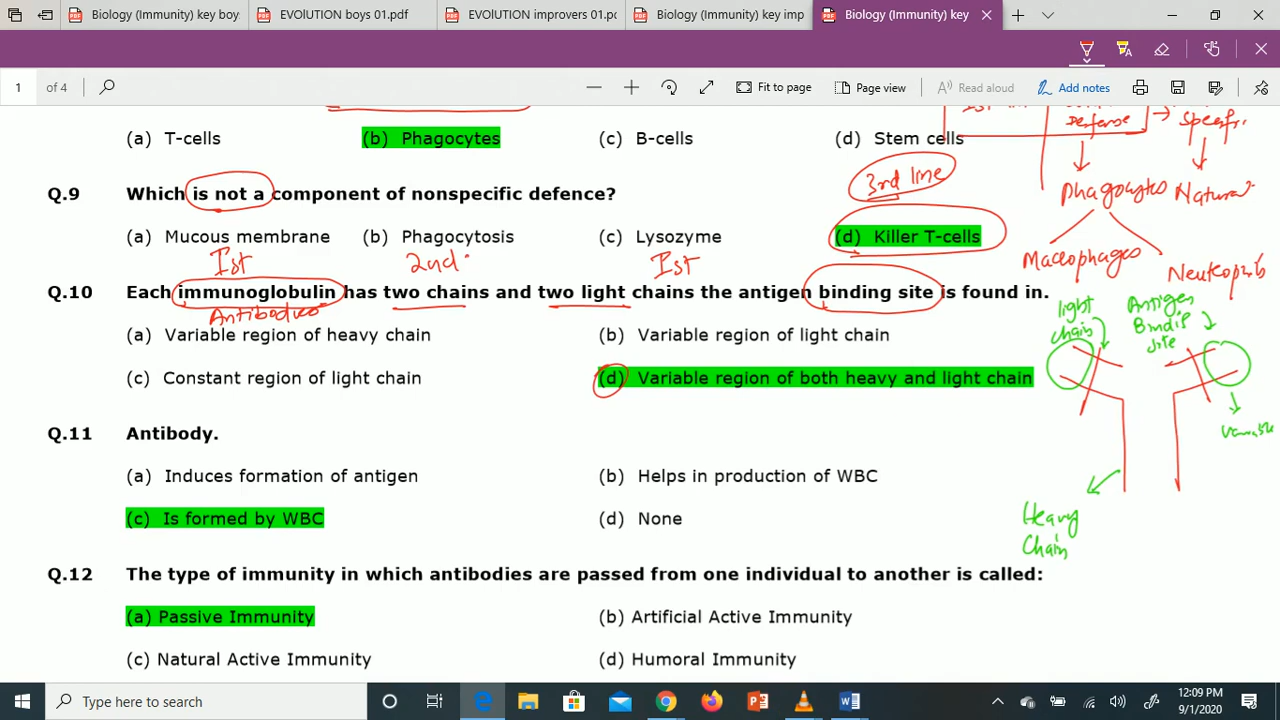 Biology (Immunity) key boy
EVOlUTION boys 01.pdf
EVOlUTION improvers 01.pc
Biology (Immunity) key imp
Biology (Immunity) key
1 of 4
Fit to page
Page view
Read aloud
Add notes
Defense
Specifi
(a) T-cells (b) Phagocytes (c) B-cells (d) Stem cells
3rd line
Phagocytes Natural
Q.9 Which is not a component of nonspecific defence?
(a) Mucous membrane (b) Phagocytosis (c) Lysozyme (d) Killer T-cells
Ist 2nd Ist
Macrophages
Neutrophils
Q.10 Each immunoglobulin has two chains and two light chains the antigen binding site is found in.
Antibodies
light chain
Antigen Bindig site
(a) Variable region of heavy chain (b) Variable region of light chain
(c) Constant region of light chain (d) Variable region of both heavy and light chain
Variable
Q.11 Antibody.
(a) Induces formation of antigen (b) Helps in production of WBC
(c) Is formed by WBC (d) None
Heavy
Chain
Q.12 The type of immunity in which antibodies are passed from one individual to another is called:
(a) Passive Immunity (b) Artificial Active Immunity
(c) Natural Active Immunity (d) Humoral Immunity
Type here to search
12:09 PM
9/1/2020